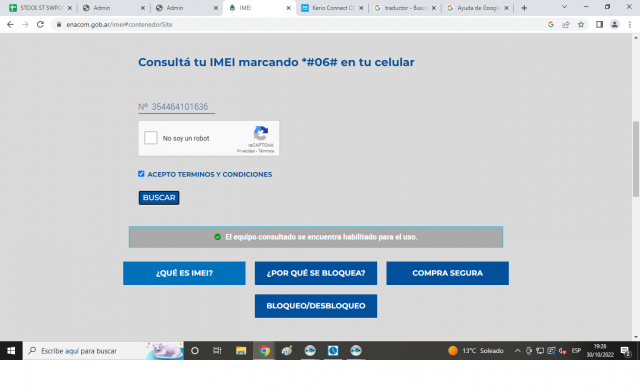 STOCK ST SWPC
Admin
Admin
IMEI
Kerio Connect Cl
traductor - Busc
Ayuda de Google
enacom.gob.ar/imei#contenedorSite
Consultá tu IMEI marcando *#06# en tu celular
Nº 354464101636
No soy un robot
reCAPTCHA
Privacidad - Términos
ACEPTO TERMINOS Y CONDICIONES
BUSCAR
El equipo consultado se encuentra habilitado para el uso.
¿QUÉ ES IMEI?
¿POR QUÉ SE BLOQUEA?
COMPRA SEGURA
BLOQUEO/DESBLOQUEO
Escribe aquí para buscar
13°C Soleado
ESP
19:26
30/10/2022